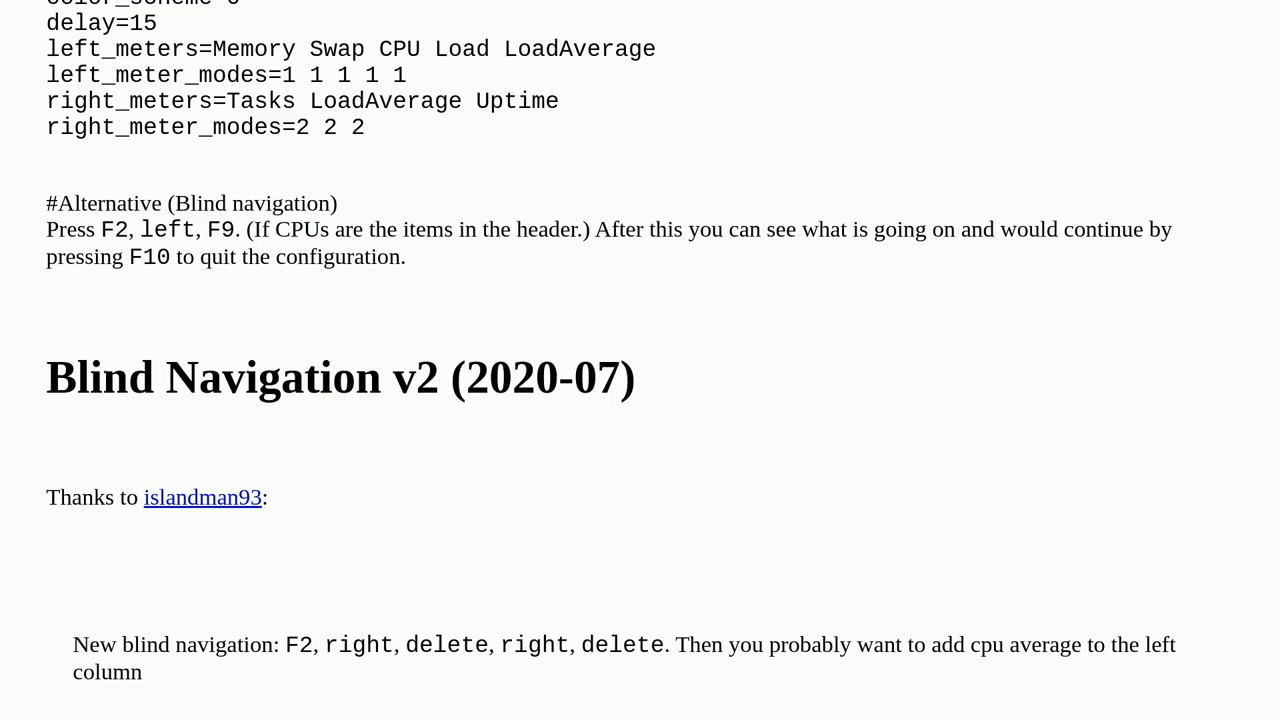 color_scheme=6
delay=15
left_meters=Memory Swap CPU Load LoadAverage
left_meter_modes=1 1 1 1 1
right_meters=Tasks LoadAverage Uptime
right_meter_modes=2 2 2
#Alternative (Blind navigation)
Press F2, left, F9. (If CPUs are the items in the header.) After this you can see what is going on and would continue by
pressing F10 to quit the configuration.
Blind Navigation v2 (2020-07)
Thanks to islandman93:
New blind navigation: F2, right, delete, right, delete. Then you probably want to add cpu average to the left
column